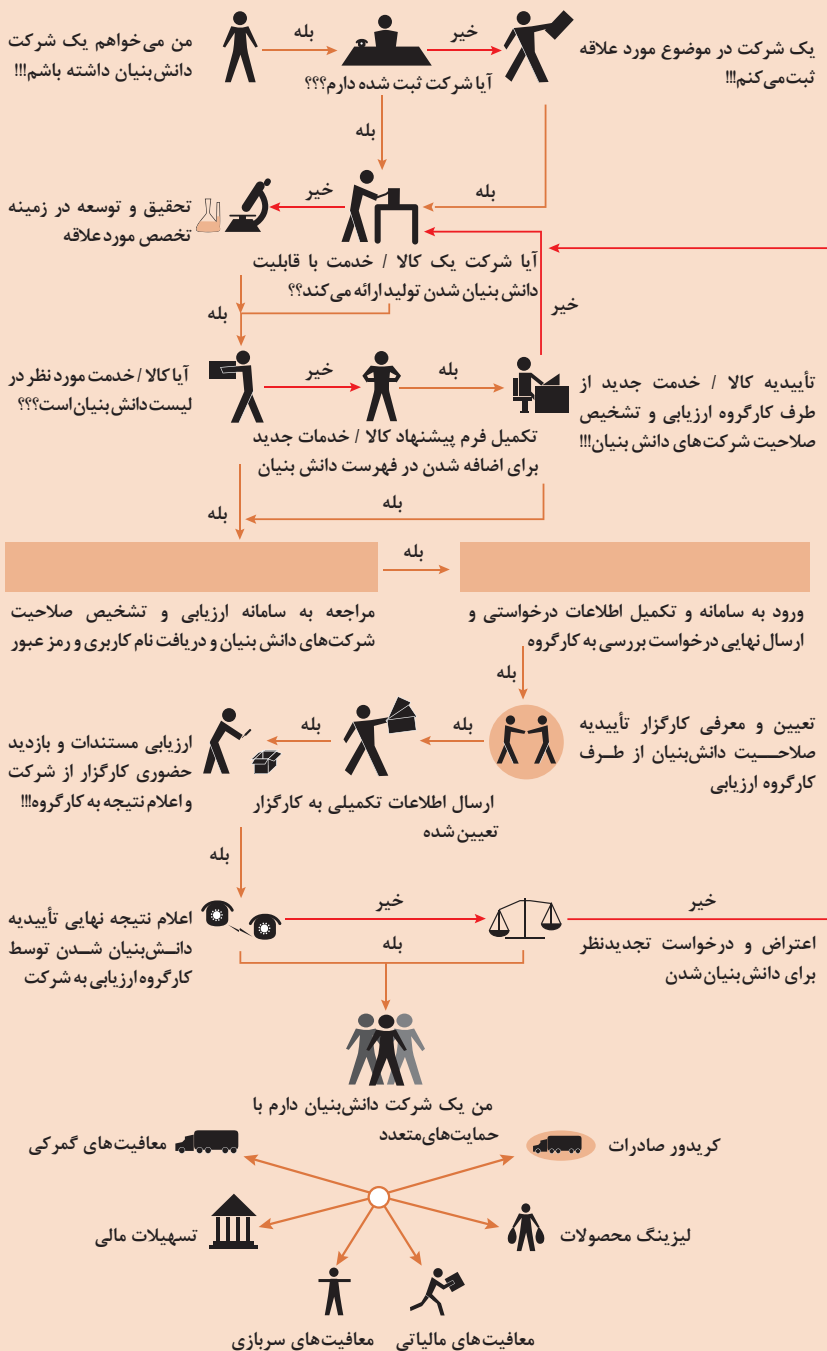 من می‌خواهم یک شرکت
دانش‌بنیان داشته باشم!!!
بله
آیا شرکت ثبت شده دارم؟؟؟
خیر
یک شرکت در موضوع مورد علاقه
ثبت‌می‌کنم!!!
بله
بله
خیر
تحقیق و توسعه در زمینه
تخصص مورد علاقه
آیا شرکت یک کالا / خدمت با قابلیت
دانش بنیان شدن تولید ارائه می‌کند؟؟
بله
خیر
آیا کالا / خدمت مورد نظر در
لیست دانش بنیان است؟؟؟
خیر
تکمیل فرم پیشنهاد کالا / خدمات جدید
برای اضافه شدن در فهرست دانش بنیان
بله
تأییدیه کالا / خدمت جدید از
طرف کارگروه ارزیابی و تشخیص
صلاحیت شرکت‌های دانش بنیان!!!
بله
بله
بله
مراجعه به سامانه ارزیابی و تشخیص صلاحیت
شرکت‌های دانش بنیان و دریافت نام کاربری و رمز عبور
ورود به سامانه و تکمیل اطلاعات درخواستی و
ارسال نهایی درخواست بررسی به کارگروه
بله
تعیین و معرفی کارگزار تأییدیه
صلاحـــیت دانش‌بنیان از طــرف
کارگروه ارزیابی
بله
ارسال اطلاعات تکمیلی به کارگزار
تعیین شده
بله
ارزیابی مستندات و بازدید
حضوری کارگزار از شرکت
و اعلام نتیجه به کارگروه!!!
بله
اعلام نتیجه نهایی تأییدیه
دانــش‌بنیان شــدن توسط
کارگروه ارزیابی به شرکت
خیر
بله
خیر
اعتراض و درخواست تجدیدنظر
برای دانش‌بنیان‌شدن
من یک شرکت دانش‌بنیان دارم با
حمایت‌های‌متعدد
کریدور صادرات
معافیت‌های گمرکی
لیزینگ محصولات
تسهیلات مالی
معافیت‌های مالیاتی
معافیت‌های سربازی